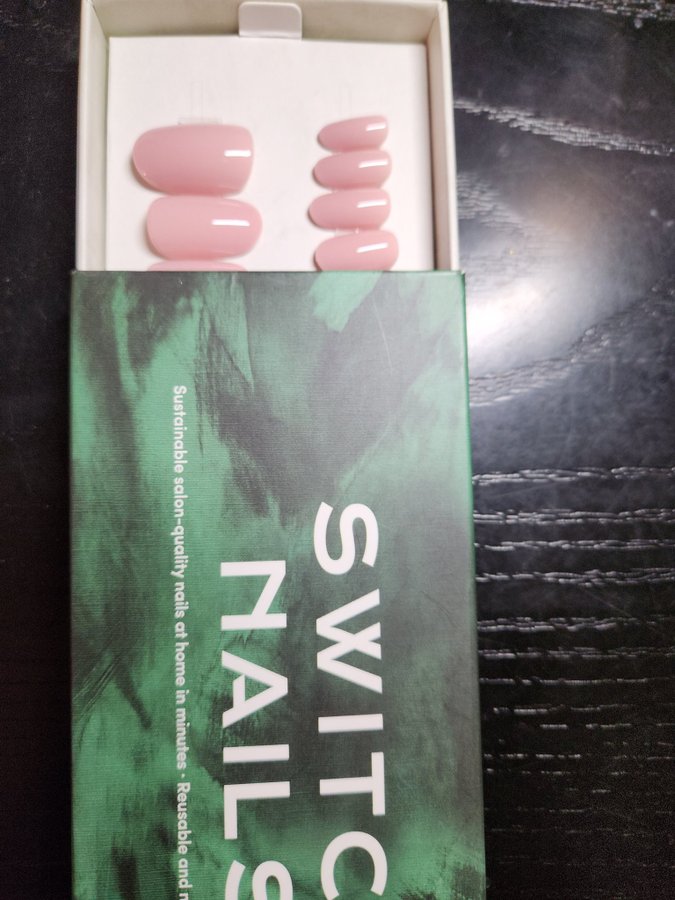 SWITC
NAILS
Sustainable salon-quality nails at home in minutes · Reusable and